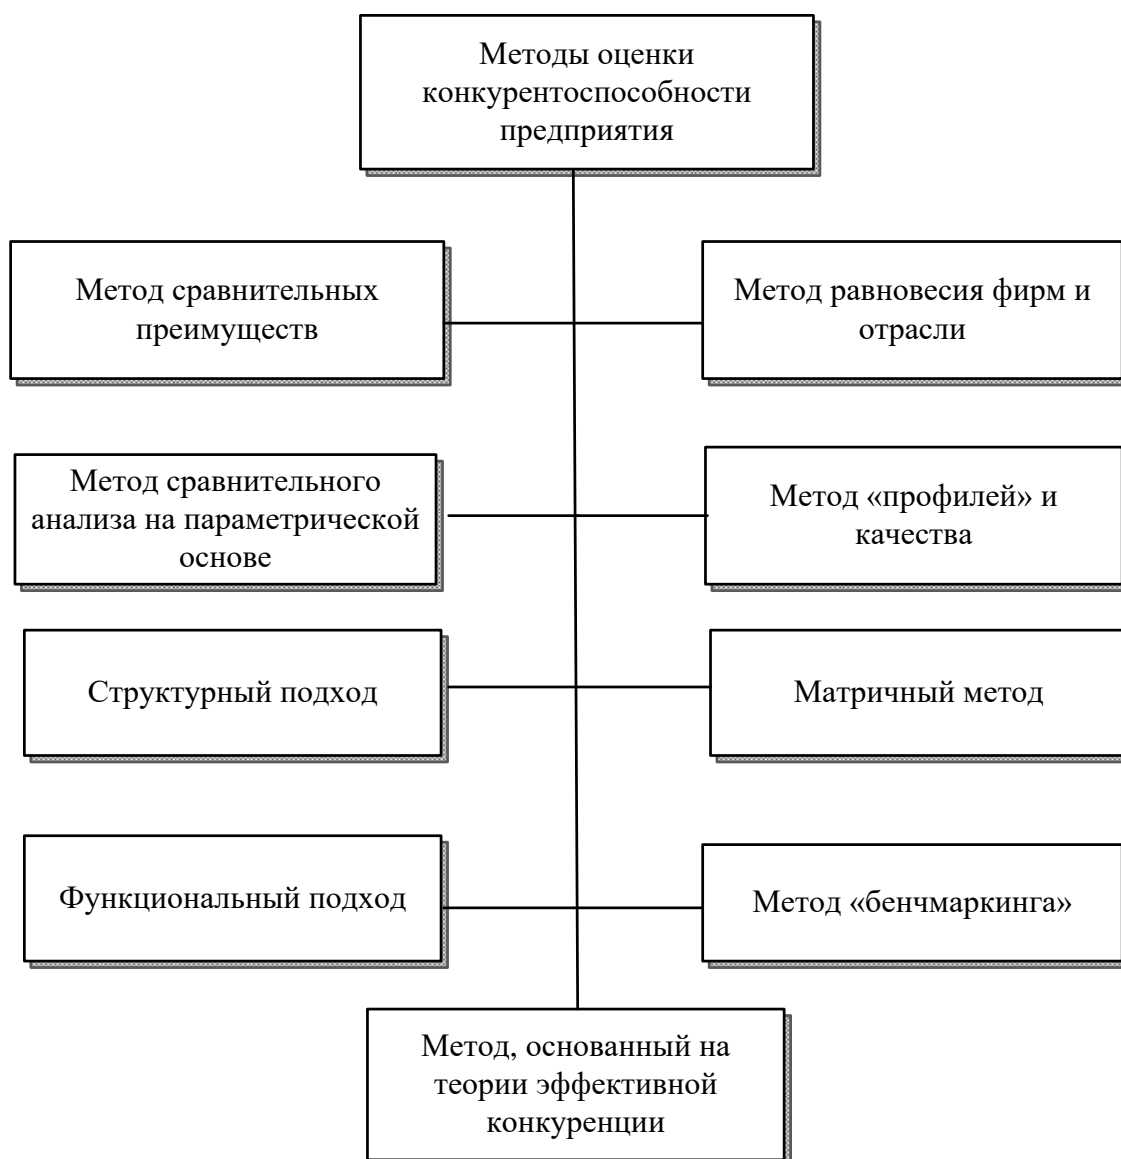 Методы оценки
конкурентоспособности
предприятия
Метод сравнительных
преимуществ
Метод равновесия фирм и
отрасли
Метод сравнительного
анализа на параметрической
основе
Метод «профилей» и
качества
Структурный подход
Матричный метод
Функциональный подход
Метод «бенчмаркинга»
Метод, основанный на
теории эффективной
конкуренции